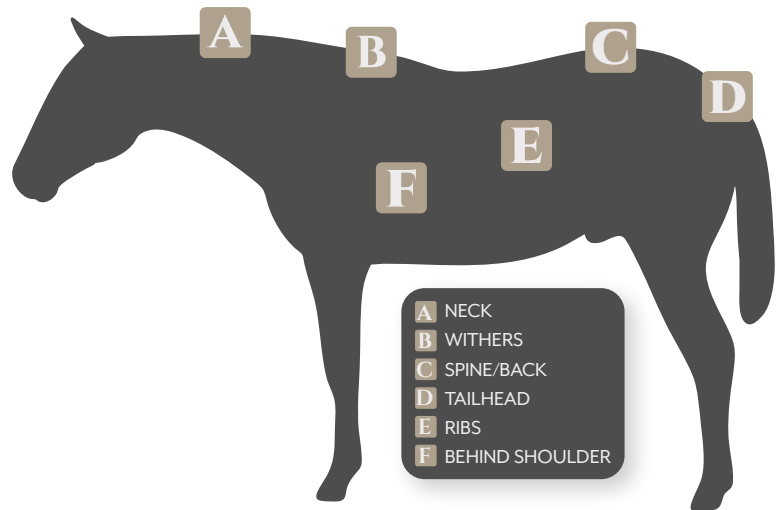 A
B
C
D
E
F
A NECK
B WITHERS
C SPINE/BACK
D TAILHEAD
E RIBS
F BEHIND SHOULDER